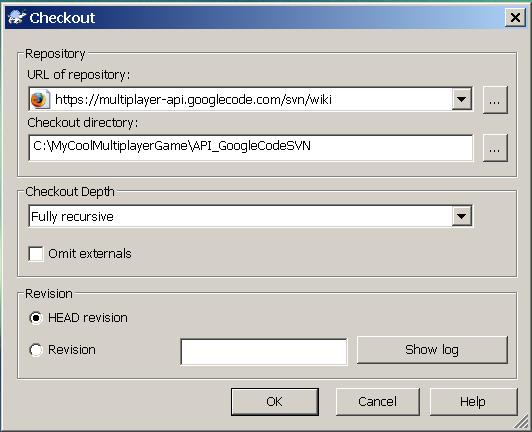 Checkout
Repository
URL of repository:
https://multiplayer-api.googlecode.com/svn/wiki
...
Checkout directory:
C:\MyCoolMultiplayerGame\API_GoogleCodeSVN
...
Checkout Depth
Fully recursive
Omit externals
Revision
HEAD revision
Revision
Show log
OK Cancel Help